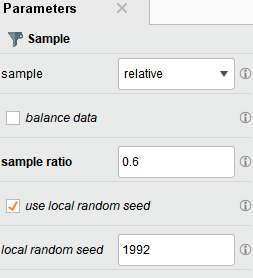 Parameters
Sample
sample relative
balance data
sample ratio 0.6
use local random seed
local random seed 1992